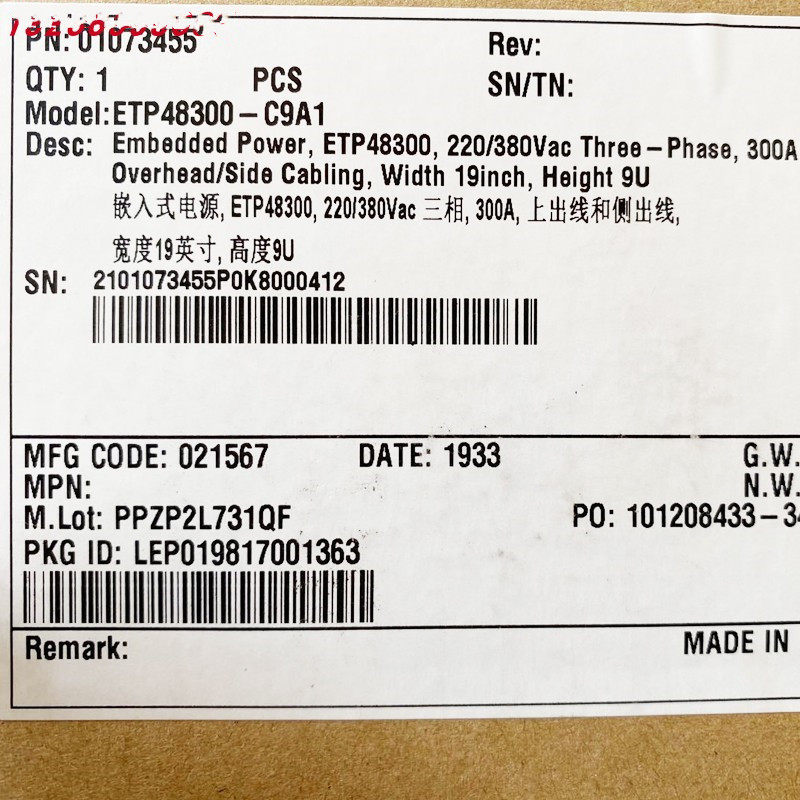 PN: 01073455
Rev:
QTY: 1 PCS
SN/TN:
Model:ETP48300-C9A1
Desc: Embedded Power, ETP48300, 220/380Vac Three-Phase, 300A
Overhead/Side Cabling, Width 19inch, Height 9U
嵌入式电源, ETP48300, 220/380Vac 三相, 300A, 上出线和侧出线,
宽度19英寸, 高度9U
SN: 2101073455P0K8000412
MFG CODE: 021567 DATE: 1933 G.W.
MPN: N.W.
M.Lot: PPZP2L731QF PO: 101208433-34
PKG ID: LEP019817001363
Remark: MADE IN